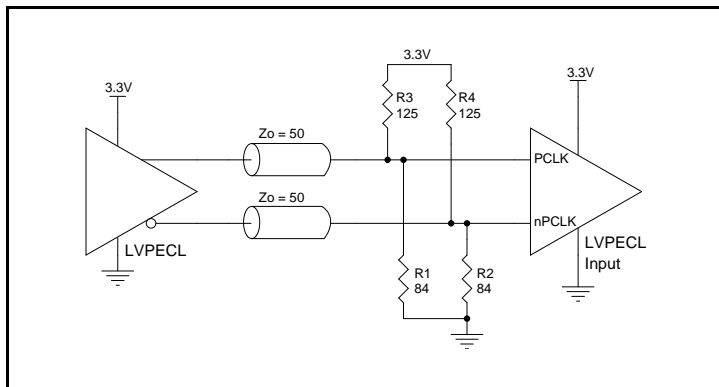 3.3V
3.3V
3.3V
R3
125
R4
125
Zo = 50
PCLK
Zo = 50
nPCLK
LVPECL
LVPECL
Input
R1
84
R2
84